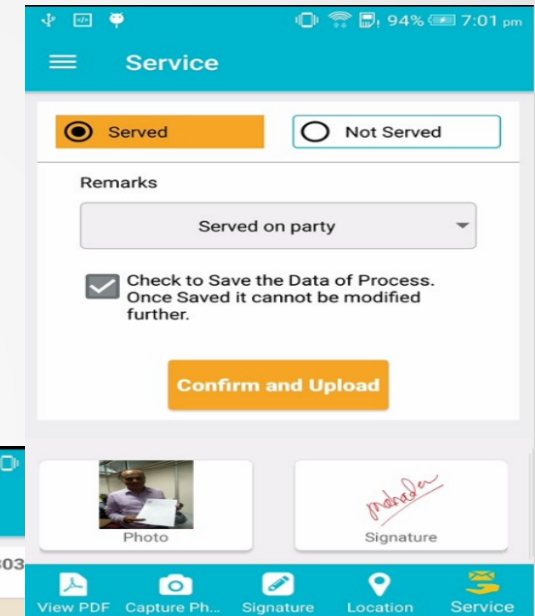 94% 7:01 pm
Service
Served
Not Served
Remarks
Served on party
Check to Save the Data of Process.
Once Saved it cannot be modified
further.
Confirm and Upload
Photo
Signature
View PDF
Capture Ph...
Signature
Location
Service